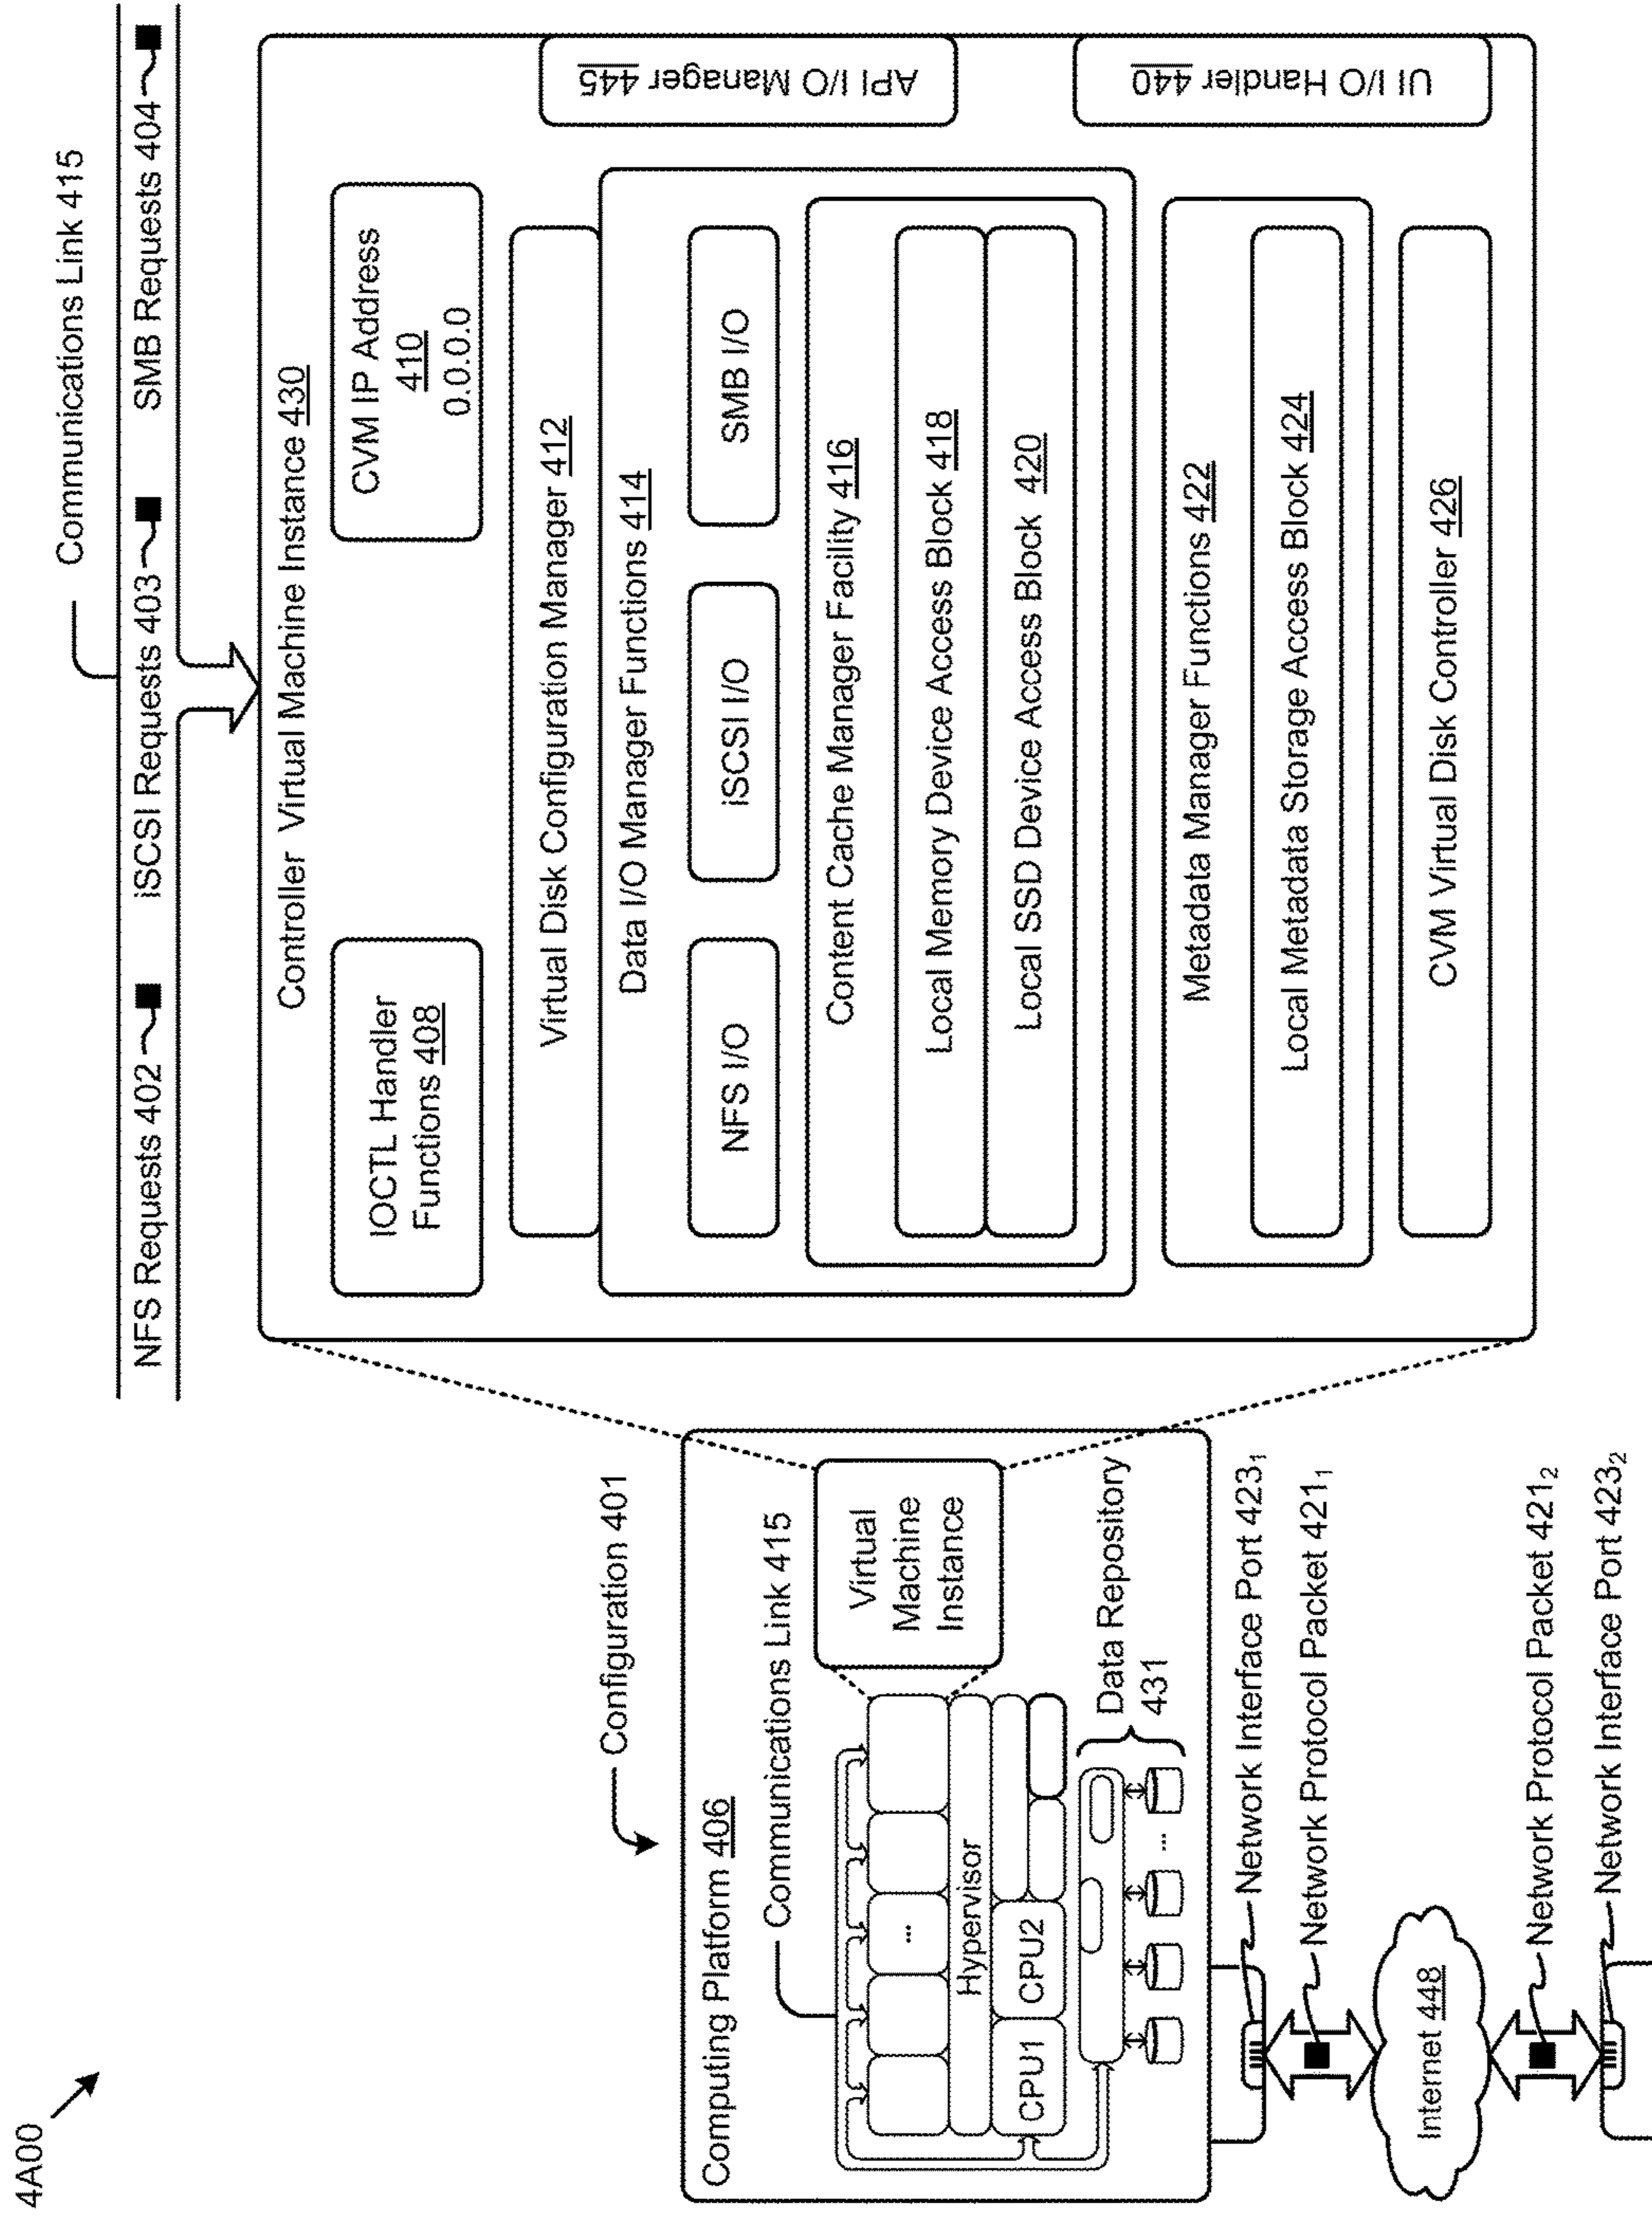 4A00
Communications Link 415
NFS Requests 402
iSCSI Requests 403
SMB Requests 404
Configuration 401
Computing Platform 406
Communications Link 415
...
Hypervisor
CPU1
CPU2
Virtual
Machine
Instance
Data Repository
431
...
Network Interface Port 423₁
Network Protocol Packet 421₁
Internet 448
Network Protocol Packet 421₂
Network Interface Port 423₂
Controller Virtual Machine Instance 430
IOCTL Handler
Functions 408
CVM IP Address
410
0.0.0.0
Virtual Disk Configuration Manager 412
Data I/O Manager Functions 414
NFS I/O
iSCSI I/O
SMB I/O
Content Cache Manager Facility 416
Local Memory Device Access Block 418
Local SSD Device Access Block 420
Metadata Manager Functions 422
Local Metadata Storage Access Block 424
CVM Virtual Disk Controller 426
API I/O Manager 445
UI I/O Handler 440